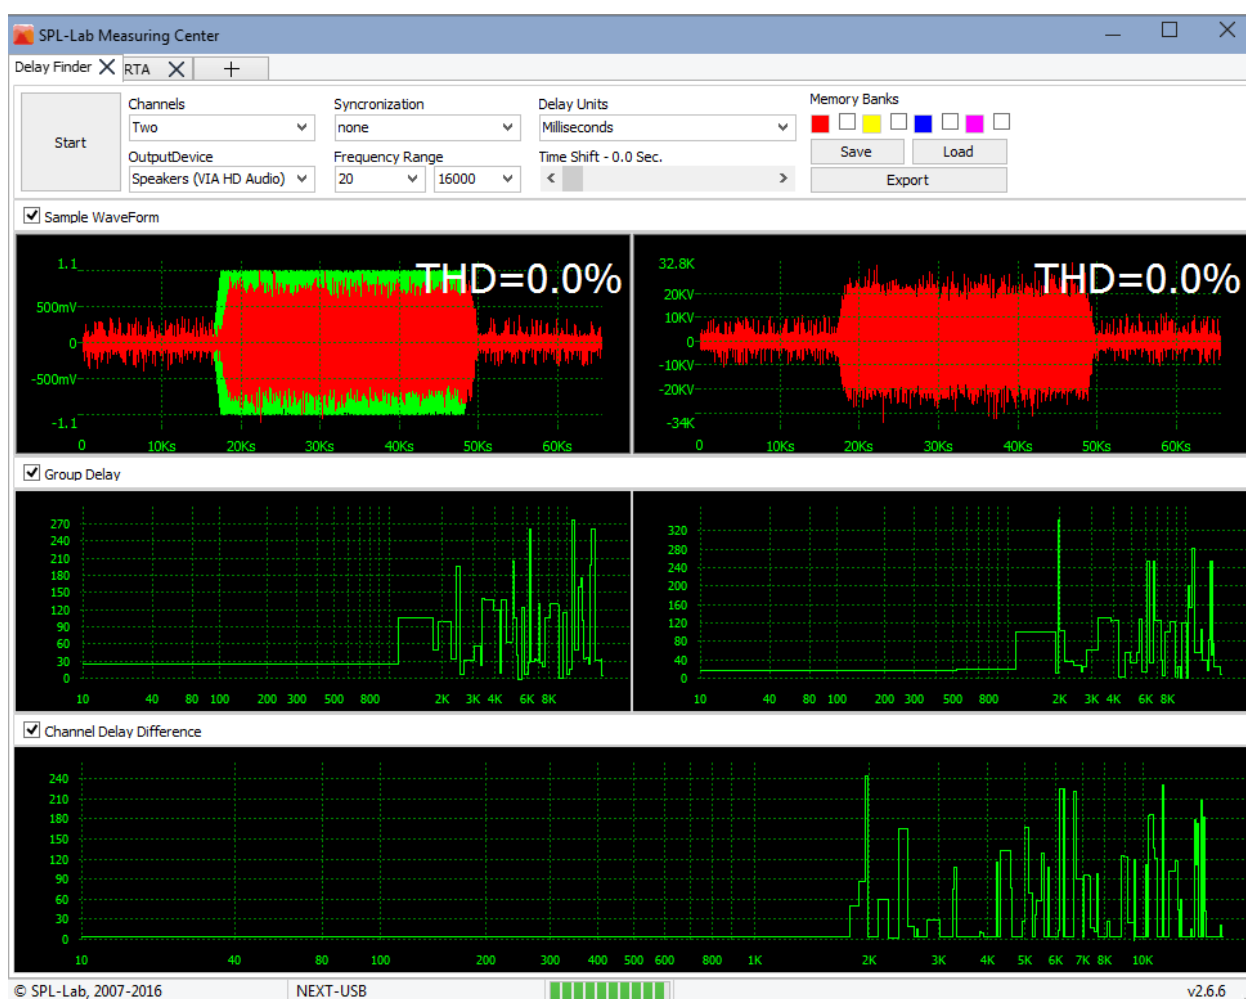 SPL-Lab Measuring Center
Delay Finder RTA +
Start
Channels
Two
OutputDevice
Speakers (VIA HD Audio)
Syncronization
none
Frequency Range
20 16000
Delay Units
Milliseconds
Time Shift - 0.0 Sec.
Memory Banks
Save Load
Export
Sample WaveForm
THD=0.0%
1.1
500mV
0
-500mV
-1.1
0 10Ks 20Ks 30Ks 40Ks 50Ks 60Ks
THD=0.0%
32.8K
20KV
10KV
0
-10KV
-20KV
-34K
0 10Ks 20Ks 30Ks 40Ks 50Ks 60Ks
Group Delay
270
240
210
180
150
120
90
60
30
0
10 40 80 100 200 300 500 800 2K 3K 4K 6K 8K
320
280
240
200
160
120
80
40
0
10 40 80 100 200 300 500 800 2K 3K 4K 6K 8K
Channel Delay Difference
240
210
180
150
120
90
60
30
0
10 40 80 100 200 300 400 500 600 800 1K 2K 3K 4K 5K 6K 7K 8K 10K
© SPL-Lab, 2007-2016 NEXT-USB v2.6.6